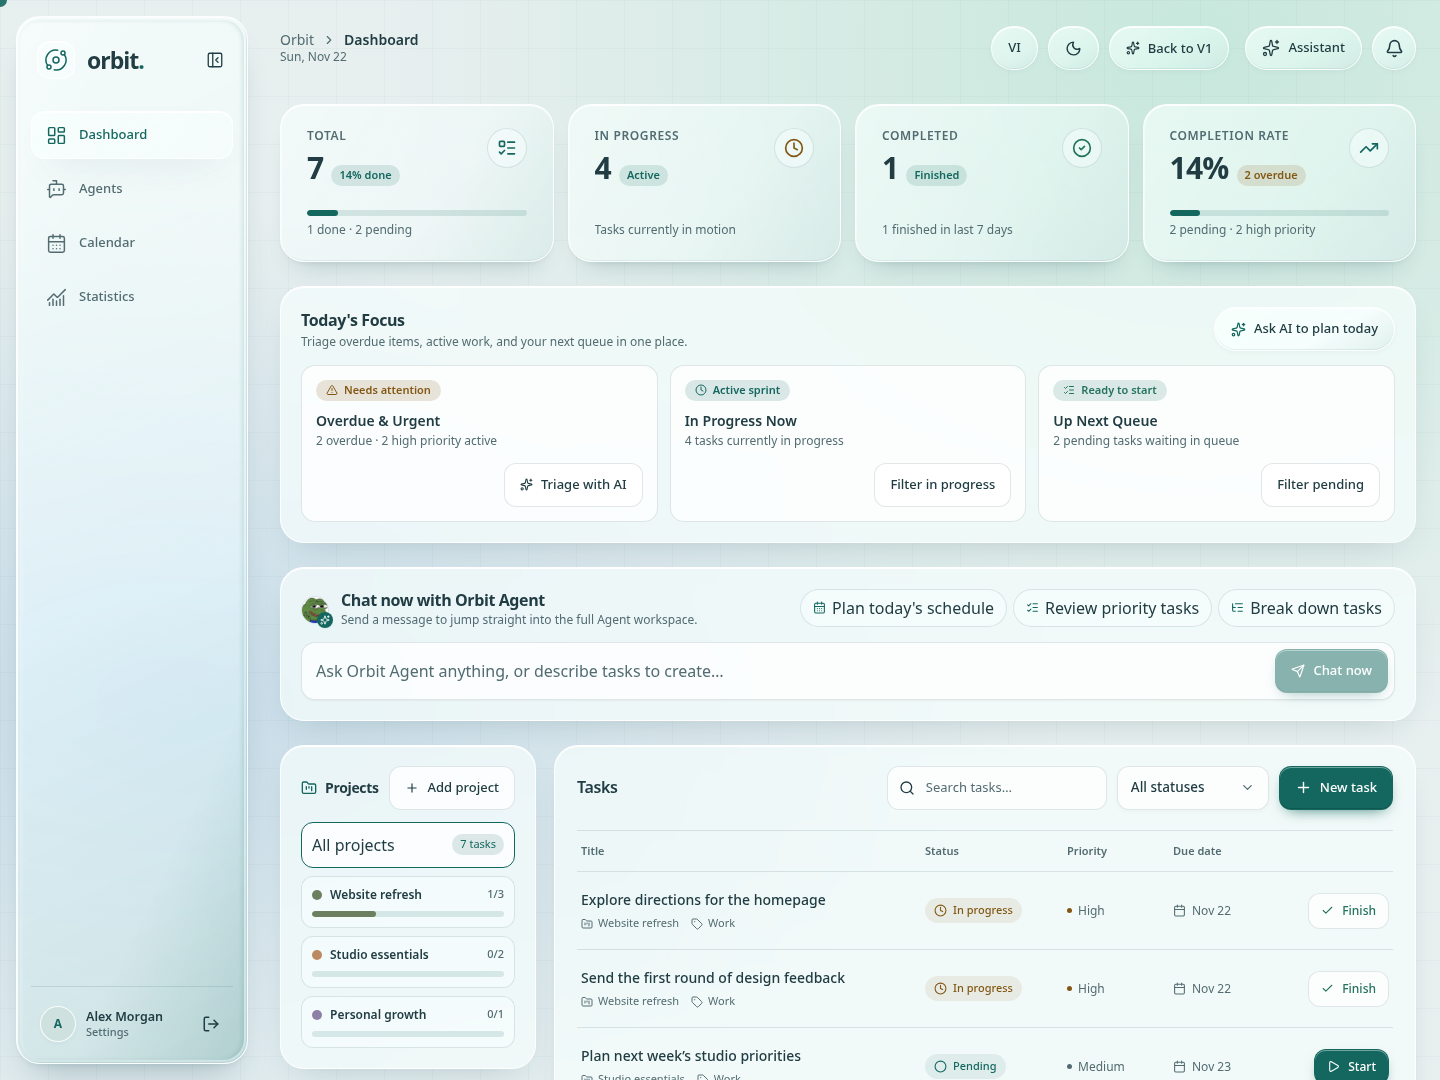 orbit.
Dashboard
Agents
Calendar
Statistics
A
Alex Morgan
Settings
Orbit > Dashboard
Sun, Nov 22
VI
Back to V1
Assistant
TOTAL
7 14% done
1 done · 2 pending
IN PROGRESS
4 Active
Tasks currently in motion
COMPLETED
1 Finished
1 finished in last 7 days
COMPLETION RATE
14% 2 overdue
2 pending · 2 high priority
Today's Focus
Triage overdue items, active work, and your next queue in one place.
Ask AI to plan today
Needs attention
Overdue & Urgent
2 overdue · 2 high priority active
Triage with AI
Active sprint
In Progress Now
4 tasks currently in progress
Filter in progress
Ready to start
Up Next Queue
2 pending tasks waiting in queue
Filter pending
Chat now with Orbit Agent
Send a message to jump straight into the full Agent workspace.
Plan today's schedule
Review priority tasks
Break down tasks
Ask Orbit Agent anything, or describe tasks to create...
Chat now
Projects
Add project
All projects 7 tasks
Website refresh 1/3
Studio essentials 0/2
Personal growth 0/1
Tasks
Search tasks...
All statuses
New task
Title Status Priority Due date
Explore directions for the homepage
Website refresh Work
In progress High Nov 22 Finish
Send the first round of design feedback
Website refresh Work
In progress High Nov 22 Finish
Plan next week’s studio priorities
Studio essentials Work
Pending Medium Nov 23 Start